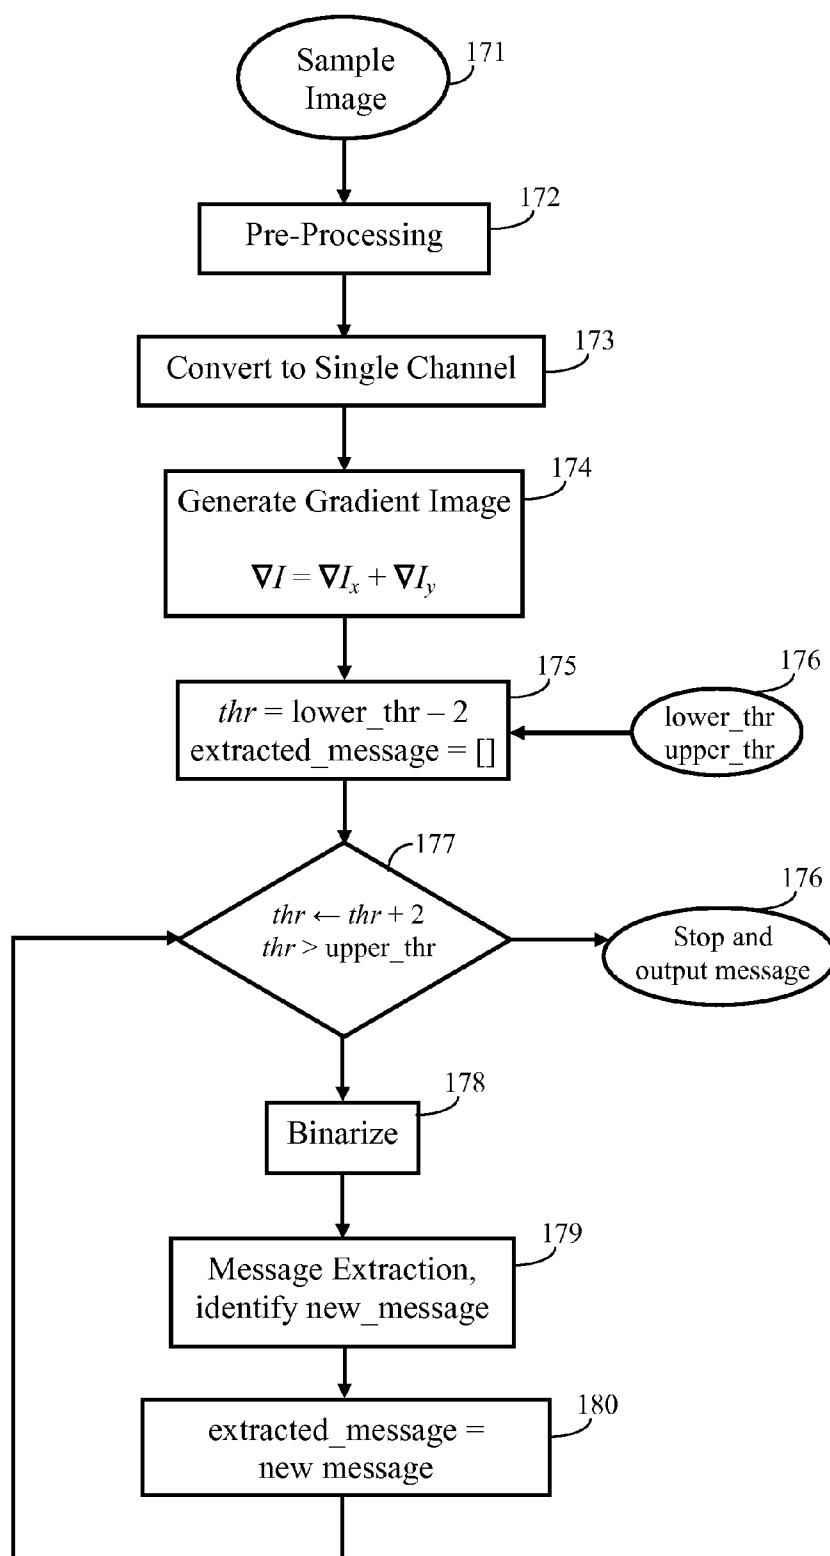 Sample
Image
171
172
Pre-Processing
173
Convert to Single Channel
174
Generate Gradient Image
∇I = ∇Iₓ + ∇Iᵧ
175
thr = lower_thr – 2
extracted_message = []
176
lower_thr
upper_thr
177
thr ← thr + 2
thr > upper_thr
176
Stop and
output message
178
Binarize
179
Message Extraction,
identify new_message
180
extracted_message =
new message